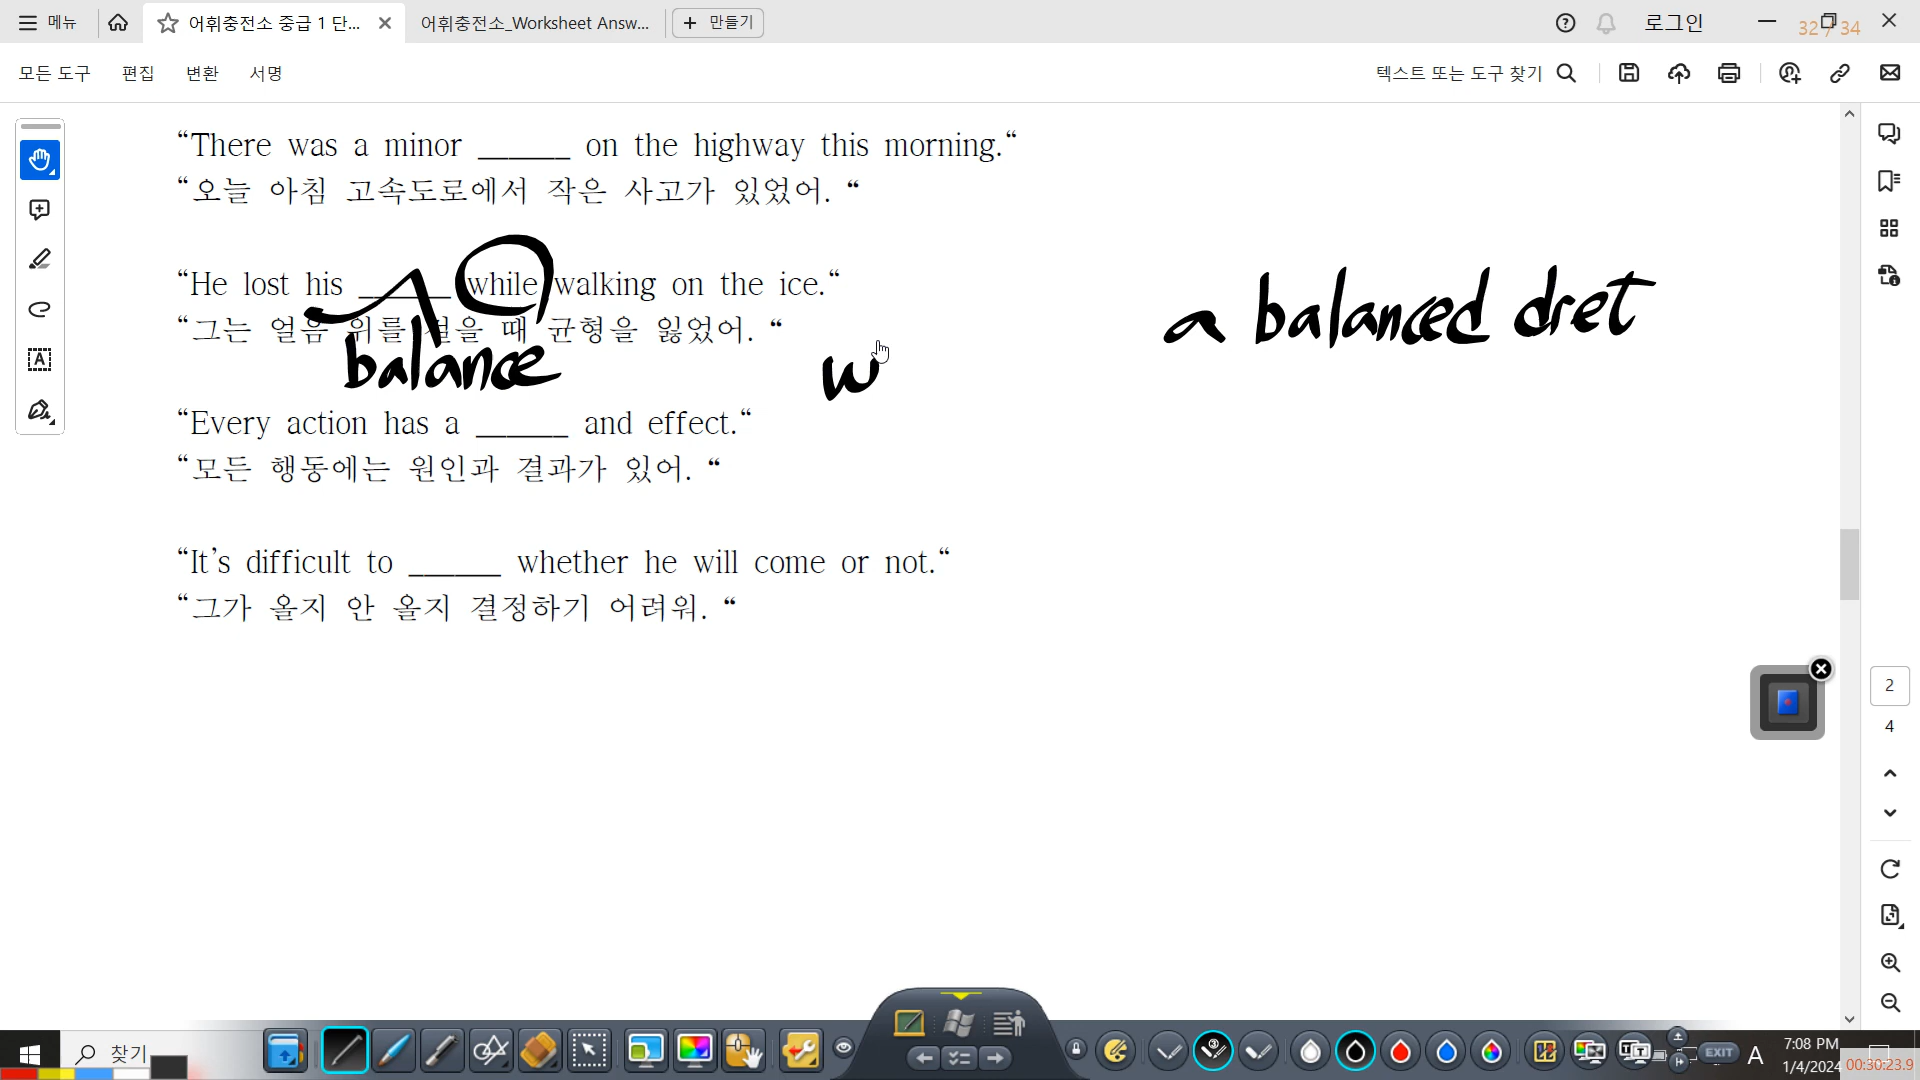 메뉴 어휘충전소 중급 1 단... 어휘충전소_Worksheet Answ... + 만들기 로그인 32 / 34
모든 도구 편집 변환 서명 텍스트 또는 도구 찾기
“There was a minor ______ on the highway this morning.“
“오늘 아침 고속도로에서 작은 사고가 있었어. “
“He lost his ______ while walking on the ice.“
a balanced diet
“그는 얼음 위를 걸을 때 균형을 잃었어. “
balance
w
“Every action has a ______ and effect.“
“모든 행동에는 원인과 결과가 있어. “
“It’s difficult to ______ whether he will come or not.“
“그가 올지 안 올지 결정하기 어려워. “
2
4
찾기 EXIT A 7:08 PM
1/4/2024 00:30:23.9